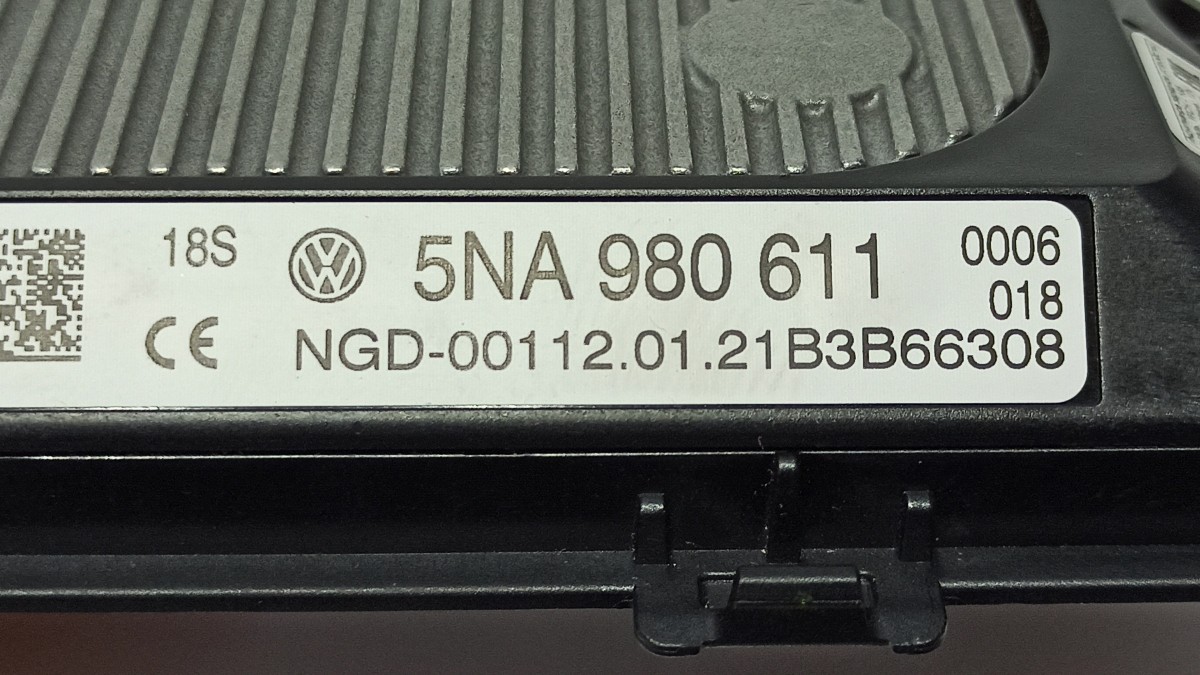 18S 5NA 980 611 0006
018
CE NGD-00112.01.21B3B66308